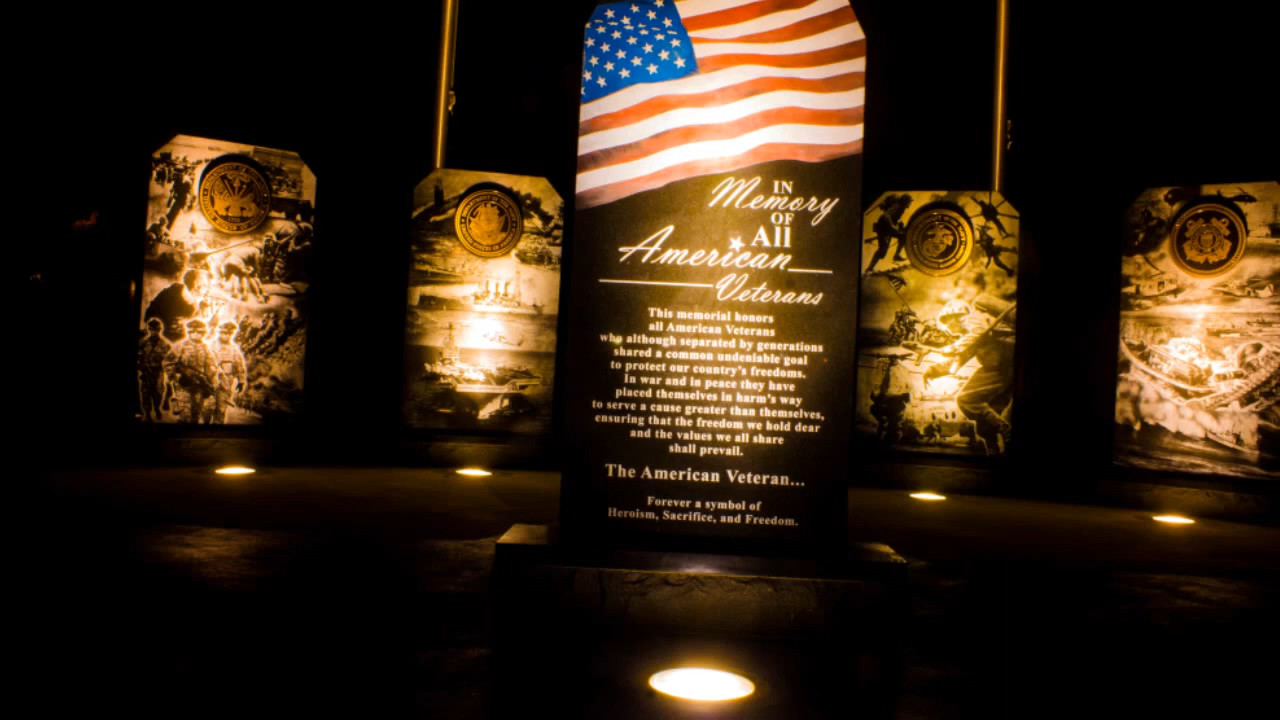 IN
Memory
OF
All
American
Veterans
This memorial honors
all American Veterans
who although separated by generations
shared a common undeniable goal
to protect our country's freedoms.
In war and in peace they have
placed themselves in harm's way
to serve a cause greater than themselves,
ensuring that the freedom we hold dear
and the values we all share
shall prevail.
The American Veteran...
Forever a symbol of
Heroism, Sacrifice, and Freedom.